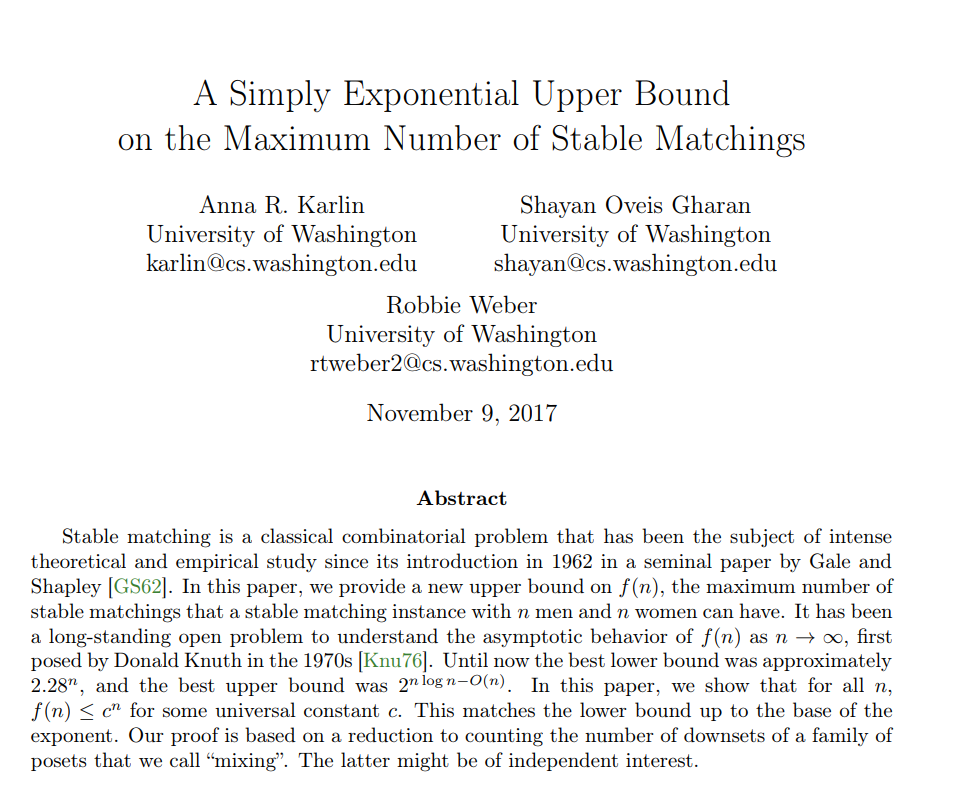 A Simply Exponential Upper Bound
on the Maximum Number of Stable Matchings
Anna R. Karlin
University of Washington
karlin@cs.washington.edu
Shayan Oveis Gharan
University of Washington
shayan@cs.washington.edu
Robbie Weber
University of Washington
rtweber2@cs.washington.edu
November 9, 2017
Abstract
Stable matching is a classical combinatorial problem that has been the subject of intense
theoretical and empirical study since its introduction in 1962 in a seminal paper by Gale and
Shapley [GS62]. In this paper, we provide a new upper bound on f(n), the maximum number of
stable matchings that a stable matching instance with n men and n women can have. It has been
a long-standing open problem to understand the asymptotic behavior of f(n) as n → ∞, first
posed by Donald Knuth in the 1970s [Knu76]. Until now the best lower bound was approximately
2.28^n, and the best upper bound was 2^{n log n−O(n)}. In this paper, we show that for all n,
f(n) ≤ c^n for some universal constant c. This matches the lower bound up to the base of the
exponent. Our proof is based on a reduction to counting the number of downsets of a family of
posets that we call “mixing”. The latter might be of independent interest.